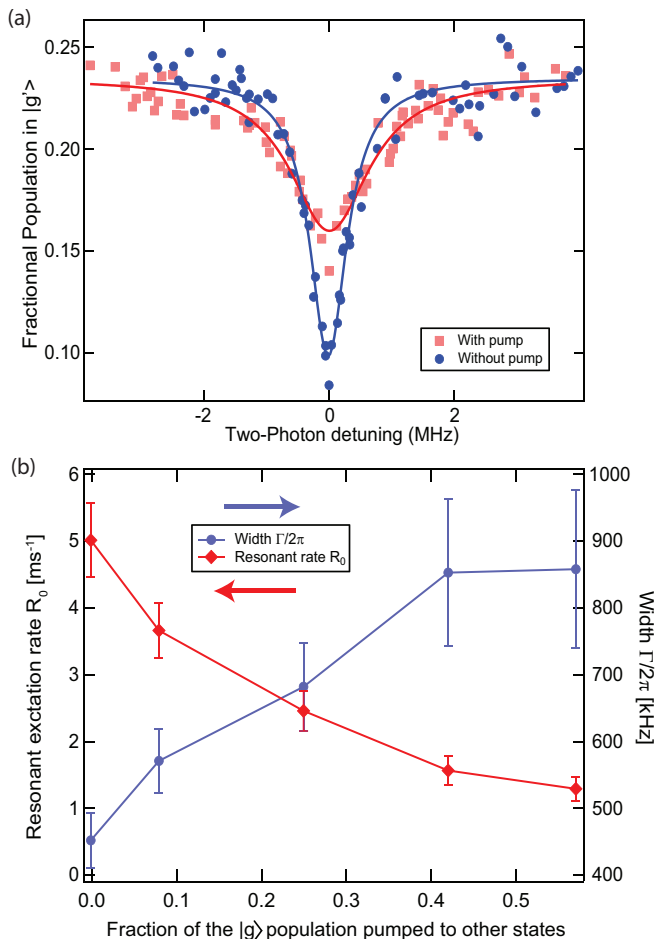 (a)
0.25
0.20
0.15
0.10
Fractionnal Population in |g'>
With pump
Without pump
-2
0
2
Two-Photon detuning (MHz)
(b)
6
5
4
3
2
1
0
Resonant exctation rate R0 [ms-1]
Width Γ/2π
Resonant rate R0
1000
900
800
700
600
500
400
Width Γ/2π [kHz]
0.0
0.1
0.2
0.3
0.4
0.5
Fraction of the |g⟩ population pumped to other states